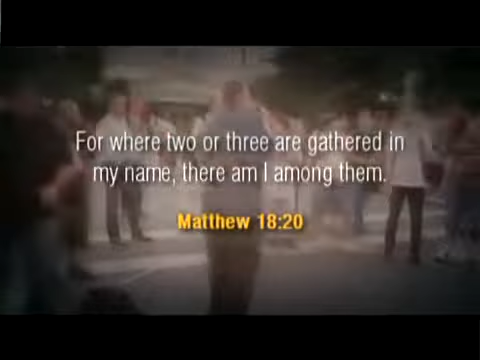 For where two or three are gathered in
my name, there am I among them.
Matthew 18:20